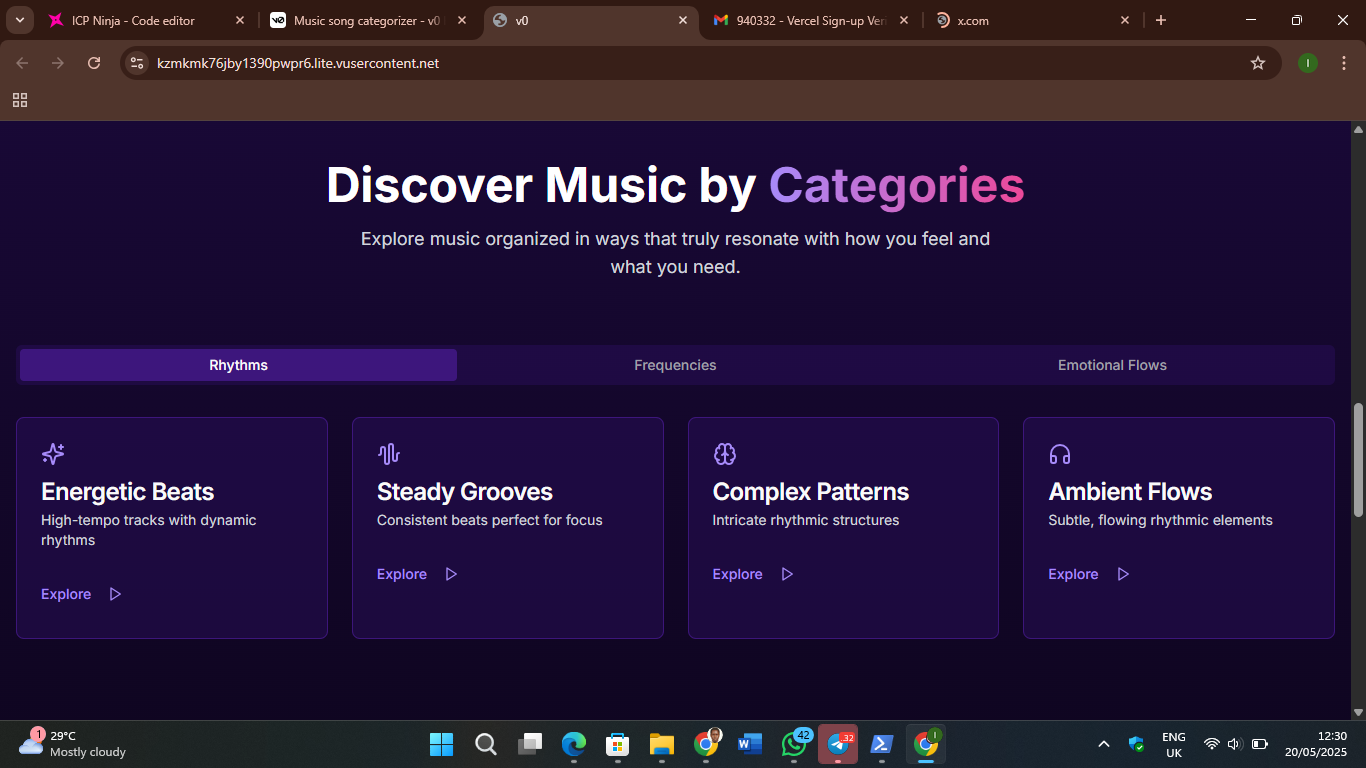 ICP Ninja - Code editor
v0
Music song categorizer - v0
v0
940332 - Vercel Sign-up Veri
x.com
kzmkmk76jby1390pwpr6.lite.vusercontent.net
I
Discover Music by Categories
Explore music organized in ways that truly resonate with how you feel and
what you need.
Rhythms
Frequencies
Emotional Flows
Energetic Beats
High-tempo tracks with dynamic
rhythms
Explore
Steady Grooves
Consistent beats perfect for focus
Explore
Complex Patterns
Intricate rhythmic structures
Explore
Ambient Flows
Subtle, flowing rhythmic elements
Explore
1
29°C
Mostly cloudy
W
42
32
I
ENG
UK
12:30
20/05/2025